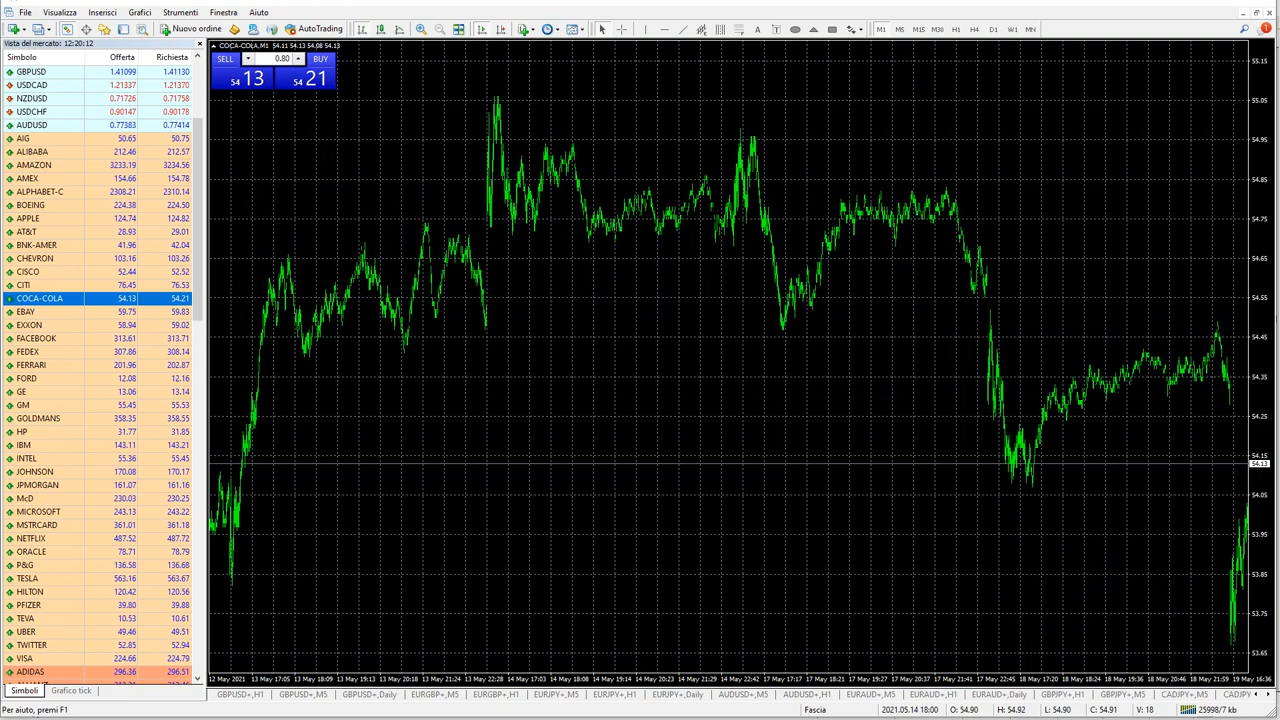 File Visualizza Inserisci Grafici Strumenti Finestra Aiuto
Nuovo ordine AutoTrading M1 M5 M15 M30 H1 H4 D1 W1 MN
Vista del mercato: 12:20:12
Simbolo Offerta Richiesta
GBPUSD 1.41099 1.41130
USDCAD 1.21337 1.21370
NZDUSD 0.71726 0.71758
USDCHF 0.90147 0.90178
AUDUSD 0.77383 0.77414
AIG 50.65 50.75
ALIBABA 212.46 212.57
AMAZON 3233.19 3234.56
AMEX 154.66 154.78
ALPHABET-C 2308.21 2310.14
BOEING 224.38 224.50
APPLE 124.74 124.82
AT&T 28.93 29.01
BNK-AMER 41.96 42.04
CHEVRON 103.16 103.26
CISCO 52.44 52.52
CITI 76.45 76.53
COCA-COLA 54.13 54.21
EBAY 59.75 59.83
EXXON 58.94 59.02
FACEBOOK 313.61 313.71
FEDEX 307.86 308.14
FERRARI 201.96 202.87
FORD 12.08 12.16
GE 13.06 13.14
GM 55.45 55.53
GOLDMANS 358.35 358.55
HP 31.77 31.85
IBM 143.11 143.21
INTEL 55.36 55.45
JOHNSON 170.08 170.17
JPMORGAN 161.07 161.16
McD 230.03 230.25
MICROSOFT 243.13 243.22
MSTRCARD 361.01 361.18
NETFLIX 487.52 487.72
ORACLE 78.71 78.79
P&G 136.58 136.68
TESLA 563.16 563.67
HILTON 120.42 120.56
PFIZER 39.80 39.88
TEVA 10.53 10.61
UBER 49.46 49.51
TWITTER 52.85 52.94
VISA 224.66 224.79
ADIDAS 296.36 296.51
Simboli Grafico tick
COCA-COLA,M1 54.11 54.13 54.08 54.13
SELL 0.80 BUY
54 13 54 21
55.15
55.05
54.95
54.85
54.75
54.65
54.55
54.45
54.35
54.25
54.15
54.13
54.05
53.95
53.85
53.75
53.65
12 May 2021 13 May 17:05 13 May 18:09 13 May 20:18 13 May 21:24 13 May 22:28 14 May 17:03 14 May 18:08 14 May 19:14 14 May 20:23 14 May 21:33 14 May 22:42 17 May 17:17 17 May 18:21 17 May 19:27 17 May 20:37 17 May 21:41 17 May 22:45 18 May 17:20 18 May 18:24 18 May 19:36 18 May 20:46 18 May 21:59 19 May 16:36
GBPUSD+,H1 GBPUSD+,M5 GBPUSD+,Daily EURGBP+,M5 EURGBP+,H1 EURJPY+,M5 EURJPY+,H1 EURJPY+,Daily AUDUSD+,M5 AUDUSD+,H1 EURAUD+,M5 EURAUD+,H1 EURAUD+,Daily GBPJPY+,H1 GBPJPY+,M5 CADJPY+,M5 CADJPY
Per aiuto, premi F1 Fascia 2021.05.14 18:00 O: 54.90 H: 54.92 L: 54.90 C: 54.91 V: 18 25998/7 kb